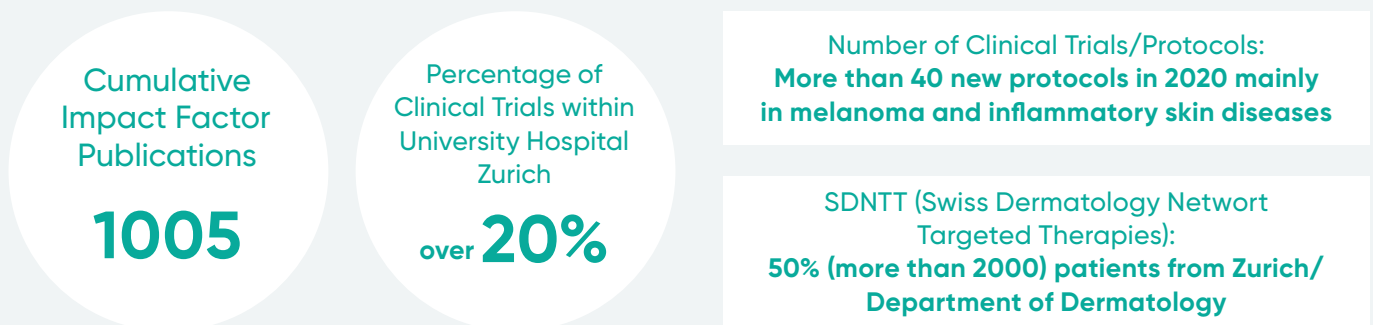 Cumulative
Impact Factor
Publications
1005
Percentage of
Clinical Trials within
University Hospital
Zurich
over 20%
Number of Clinical Trials/Protocols:
More than 40 new protocols in 2020 mainly
in melanoma and inflammatory skin diseases
SDNTT (Swiss Dermatology Networt
Targeted Therapies):
50% (more than 2000) patients from Zurich/
Department of Dermatology